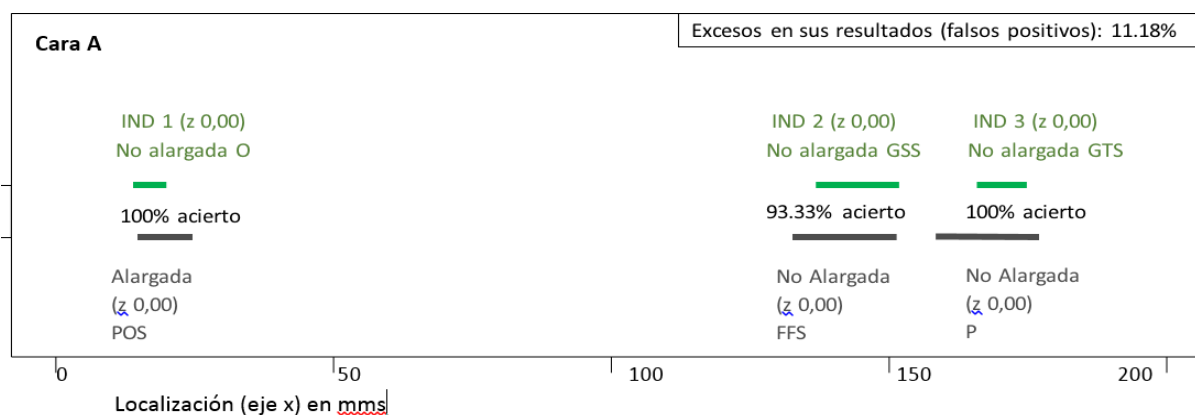 Excesos en sus resultados (falsos positivos): 11.18%
Cara A
IND 1 (z 0,00)
No alargada O
IND 2 (z 0,00)
No alargada GSS
IND 3 (z 0,00)
No alargada GTS
100% acierto
93.33% acierto
100% acierto
Alargada
(z 0,00)
POS
No Alargada
(z 0,00)
FFS
No Alargada
(z 0,00)
P
0 50 100 150 200
Localización (eje x) en mms